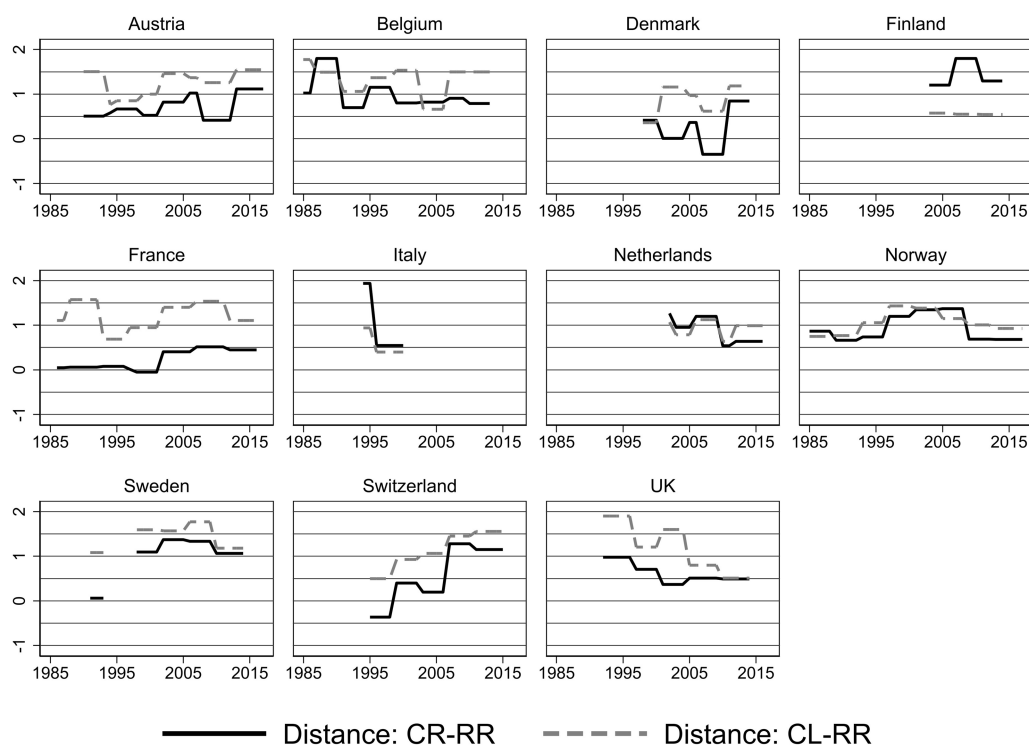 Austria Belgium Denmark Finland
2
1
0
-1
1985 1995 2005 2015 1985 1995 2005 2015 1985 1995 2005 2015 1985 1995 2005 2015
France Italy Netherlands Norway
2
1
0
-1
1985 1995 2005 2015 1985 1995 2005 2015 1985 1995 2005 2015 1985 1995 2005 2015
Sweden Switzerland UK
2
1
0
-1
1985 1995 2005 2015 1985 1995 2005 2015 1985 1995 2005 2015
Distance: CR-RR Distance: CL-RR